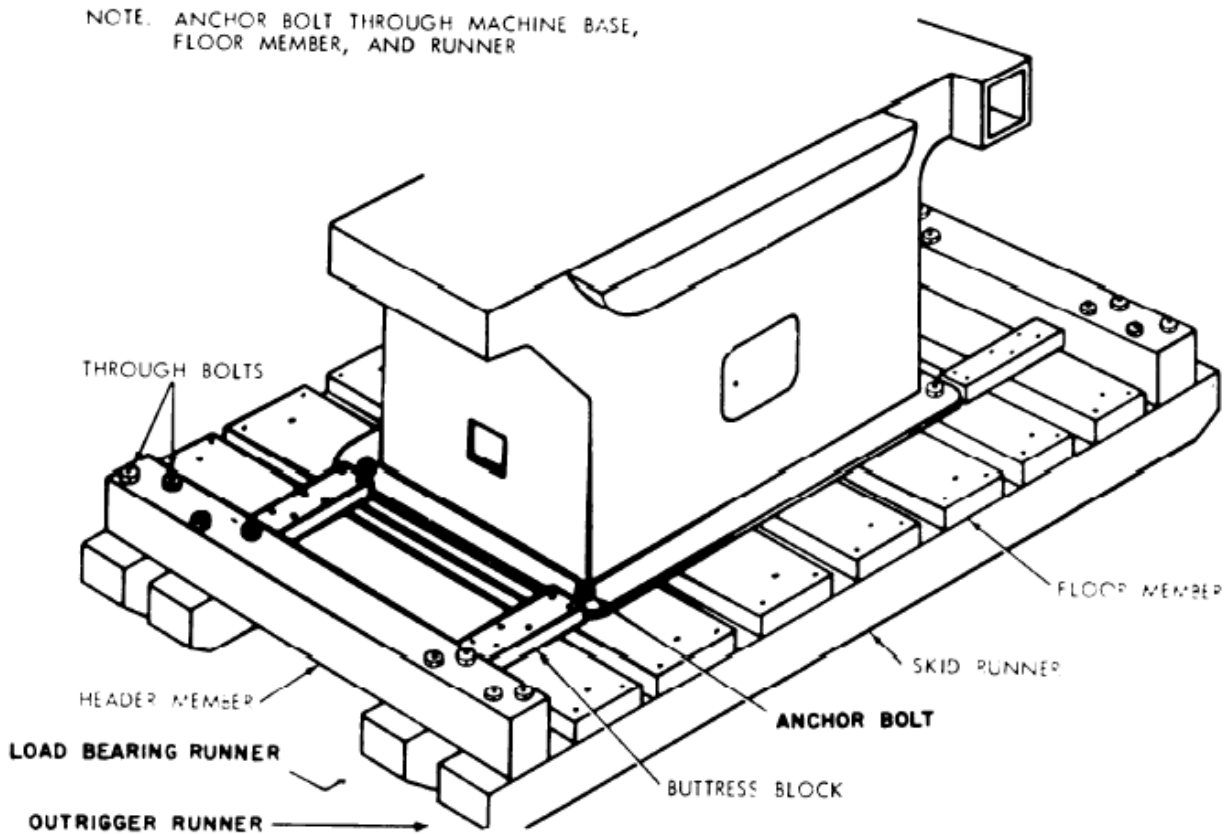 NOTE. ANCHOR BOLT THROUGH MACHINE BASE,
FLOOR MEMBER, AND RUNNER
THROUGH BOLTS
FLOOR MEMBER
SKID RUNNER
HEADER MEMBER
ANCHOR BOLT
LOAD BEARING RUNNER
BUTTRESS BLOCK
OUTRIGGER RUNNER